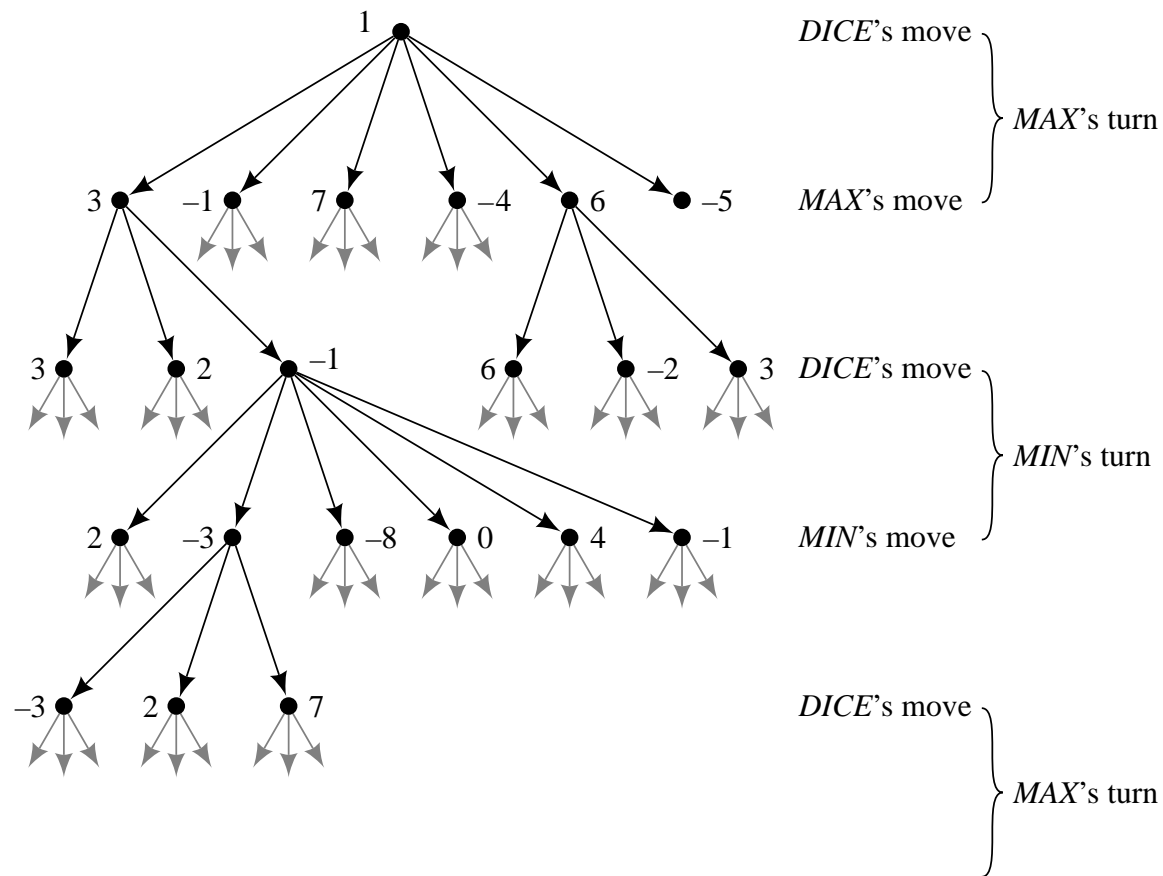 1 DICE's move
MAX's turn
3 –1 7 –4 6 –5 MAX's move
3 2 –1 6 –2 3 DICE's move
MIN's turn
2 –3 –8 0 4 –1 MIN's move
–3 2 7 DICE's move
MAX's turn